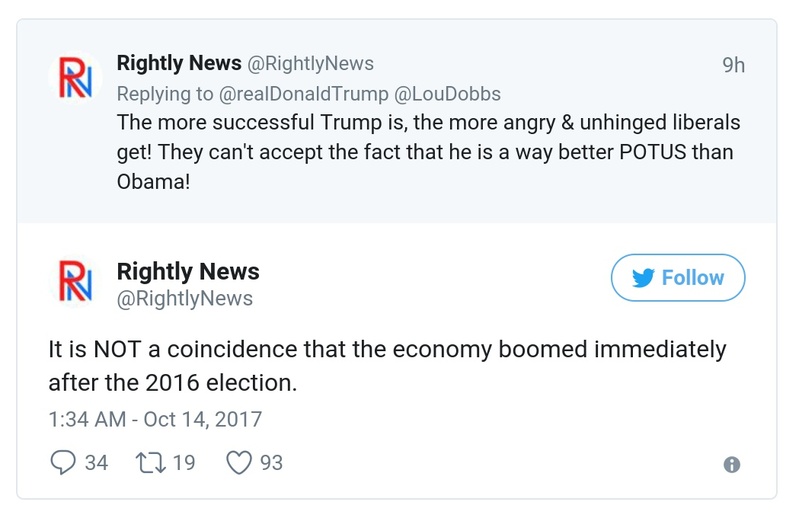 Rightly News @RightlyNews 9h
Replying to @realDonaldTrump @LouDobbs
The more successful Trump is, the more angry & unhinged liberals
get! They can't accept the fact that he is a way better POTUS than
Obama!
Rightly News
@RightlyNews
Follow
It is NOT a coincidence that the economy boomed immediately
after the 2016 election.
1:34 AM - Oct 14, 2017
34 19 93